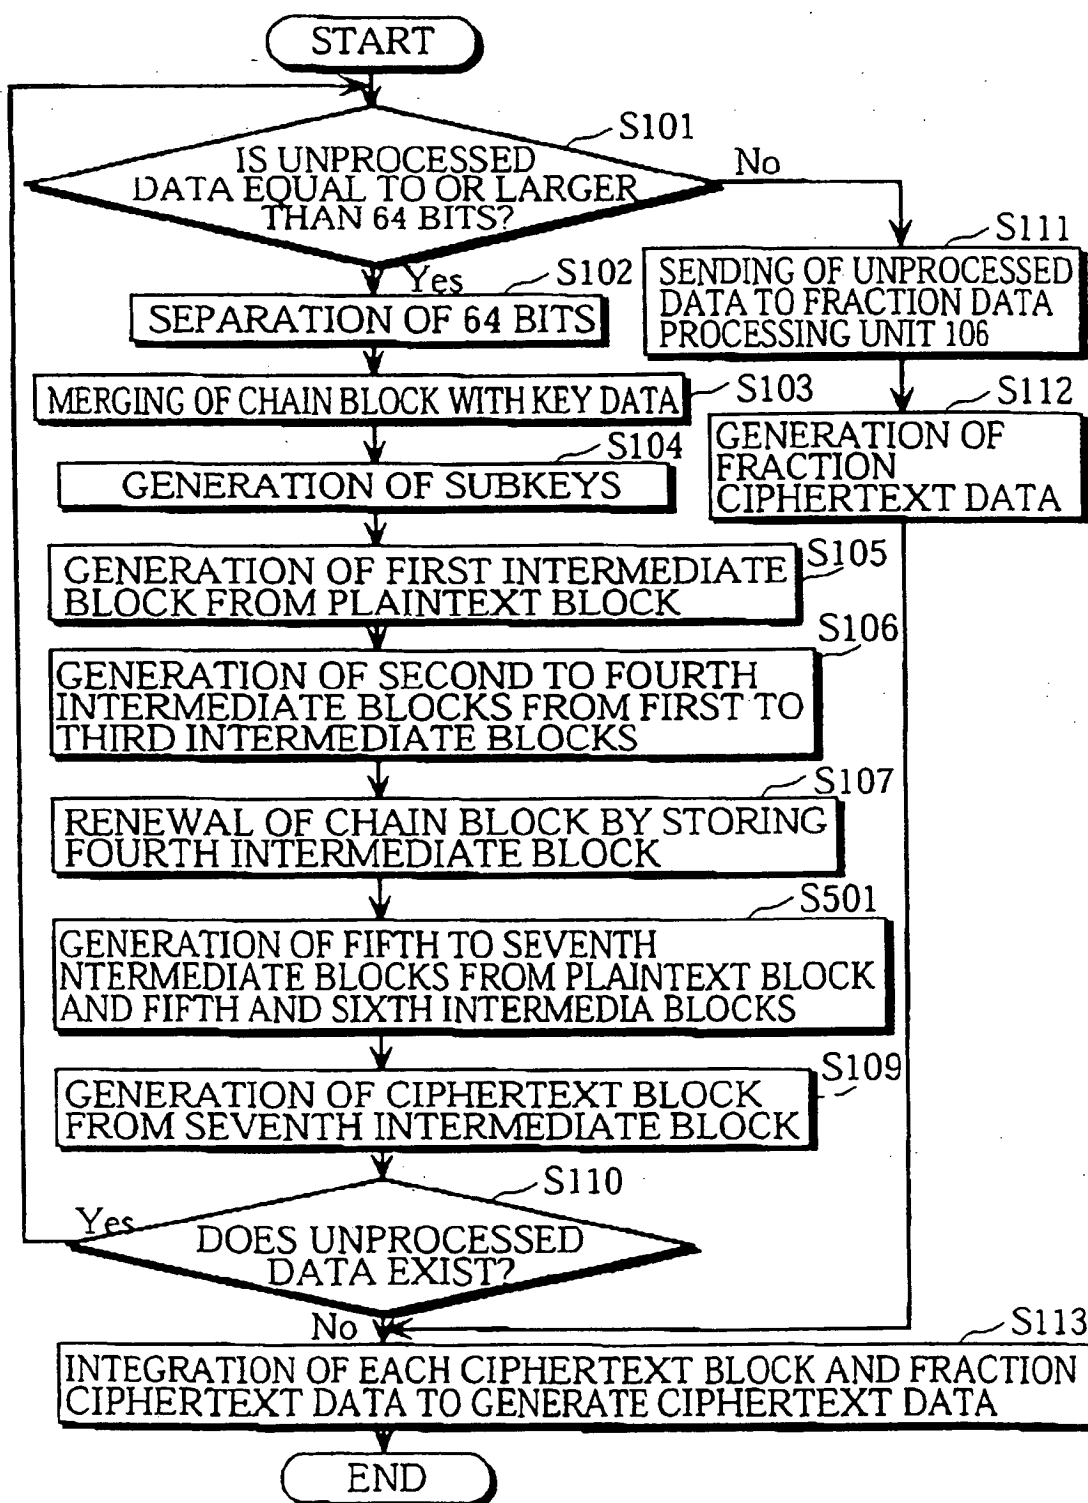 START
S101
IS UNPROCESSED
DATA EQUAL TO OR LARGER
THAN 64 BITS?
No
Yes
S102
SEPARATION OF 64 BITS
S103
MERGING OF CHAIN BLOCK WITH KEY DATA
S104
GENERATION OF SUBKEYS
S105
GENERATION OF FIRST INTERMEDIATE
BLOCK FROM PLAINTEXT BLOCK
S106
GENERATION OF SECOND TO FOURTH
INTERMEDIATE BLOCKS FROM FIRST TO
THIRD INTERMEDIATE BLOCKS
S107
RENEWAL OF CHAIN BLOCK BY STORING
FOURTH INTERMEDIATE BLOCK
S501
GENERATION OF FIFTH TO SEVENTH
NTERMEDIATE BLOCKS FROM PLAINTEXT BLOCK
AND FIFTH AND SIXTH INTERMEDIA BLOCKS
S109
GENERATION OF CIPHERTEXT BLOCK
FROM SEVENTH INTERMEDIATE BLOCK
S110
Yes
DOES UNPROCESSED
DATA EXIST?
No
S111
SENDING OF UNPROCESSED
DATA TO FRACTION DATA
PROCESSING UNIT 106
S112
GENERATION OF
FRACTION
CIPHERTEXT DATA
S113
INTEGRATION OF EACH CIPHERTEXT BLOCK AND FRACTION
CIPHERTEXT DATA TO GENERATE CIPHERTEXT DATA
END